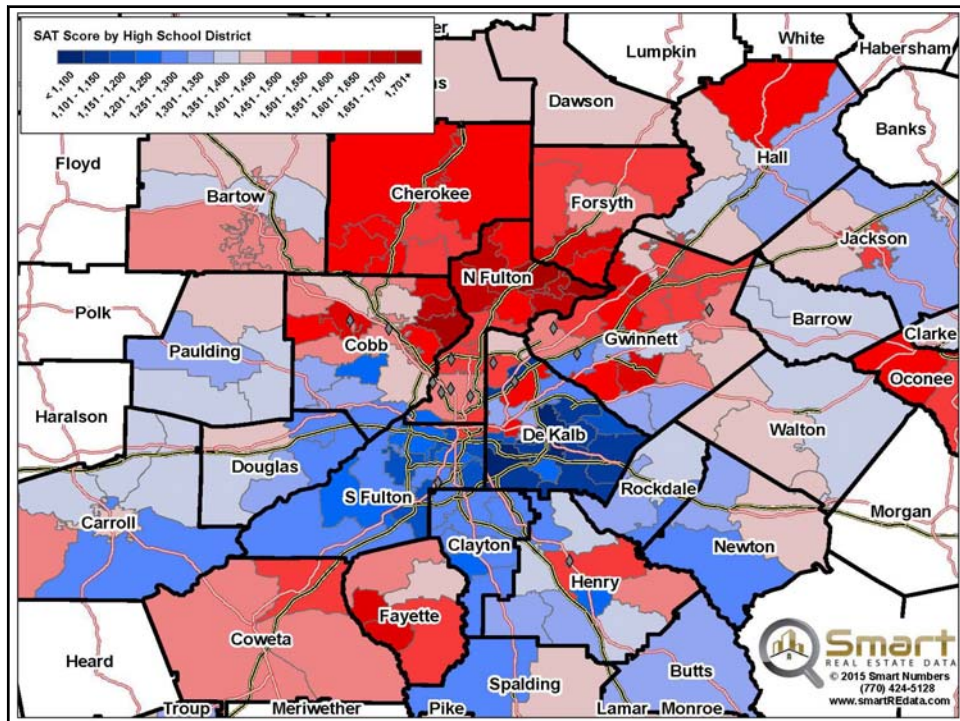 SAT Score by High School District
< 1,100
1,101 - 1,150
1,151 - 1,200
1,201 - 1,250
1,251 - 1,300
1,301 - 1,350
1,351 - 1,400
1,401 - 1,450
1,451 - 1,500
1,501 - 1,550
1,551 - 1,600
1,601 - 1,650
1,651 - 1,700
1,701+
er
ns
Lumpkin
White
Habersham
Dawson
Banks
Floyd
Hall
Bartow
Cherokee
Forsyth
Jackson
N Fulton
Polk
Cobb
Gwinnett
Barrow
Paulding
Clarke
Oconee
Haralson
De Kalb
Walton
Douglas
S Fulton
Rockdale
Carroll
Morgan
Clayton
Newton
Henry
Fayette
Coweta
Heard
Butts
Spalding
Troup
Meriwether
Pike
Lamar
Monroe
Smart
REAL ESTATE DATA
© 2015 Smart Numbers
(770) 424-5128
www.smartREdata.com